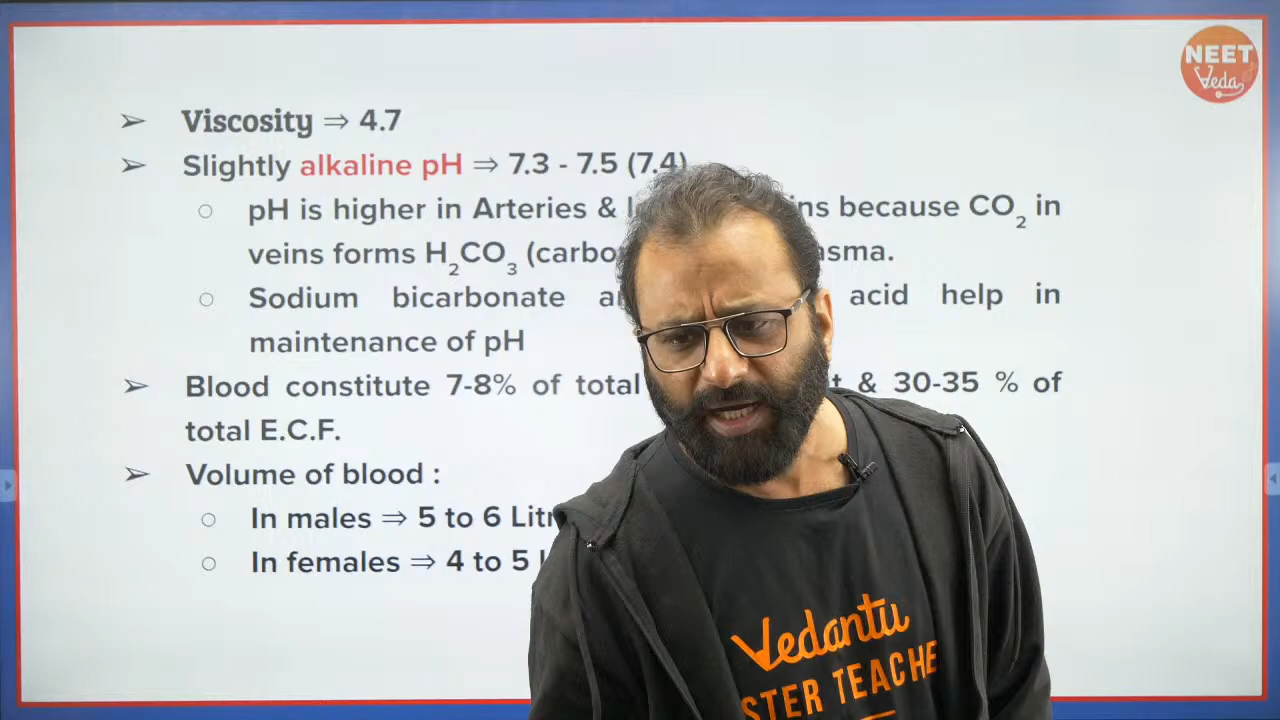 NEET
Veda
➢ Viscosity ⇒ 4.7
➢ Slightly alkaline pH ⇒ 7.3 - 7.5 (7.4)
○ pH is higher in Arteries & because CO₂ in
veins forms H₂CO₃
○ Sodium bicarbonate acid help in
maintenance of pH
➢ Blood constitute 7-8% of total & 30-35 % of
total E.C.F.
➢ Volume of blood :
○ In males ⇒ 5 to 6
○ In females ⇒ 4 to 5
Vedantu